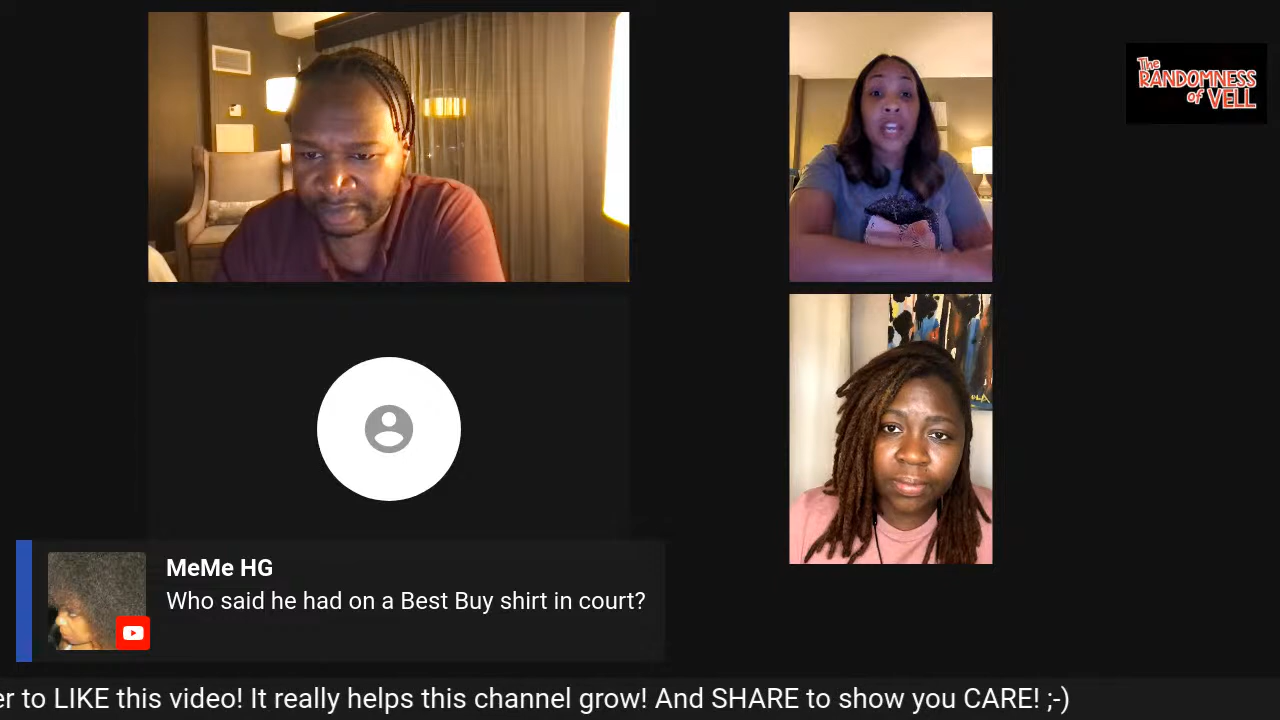 The
RANDOMNESS
of VELL
MeMe HG
Who said he had on a Best Buy shirt in court?
er to LIKE this video! It really helps this channel grow! And SHARE to show you CARE! ;-)